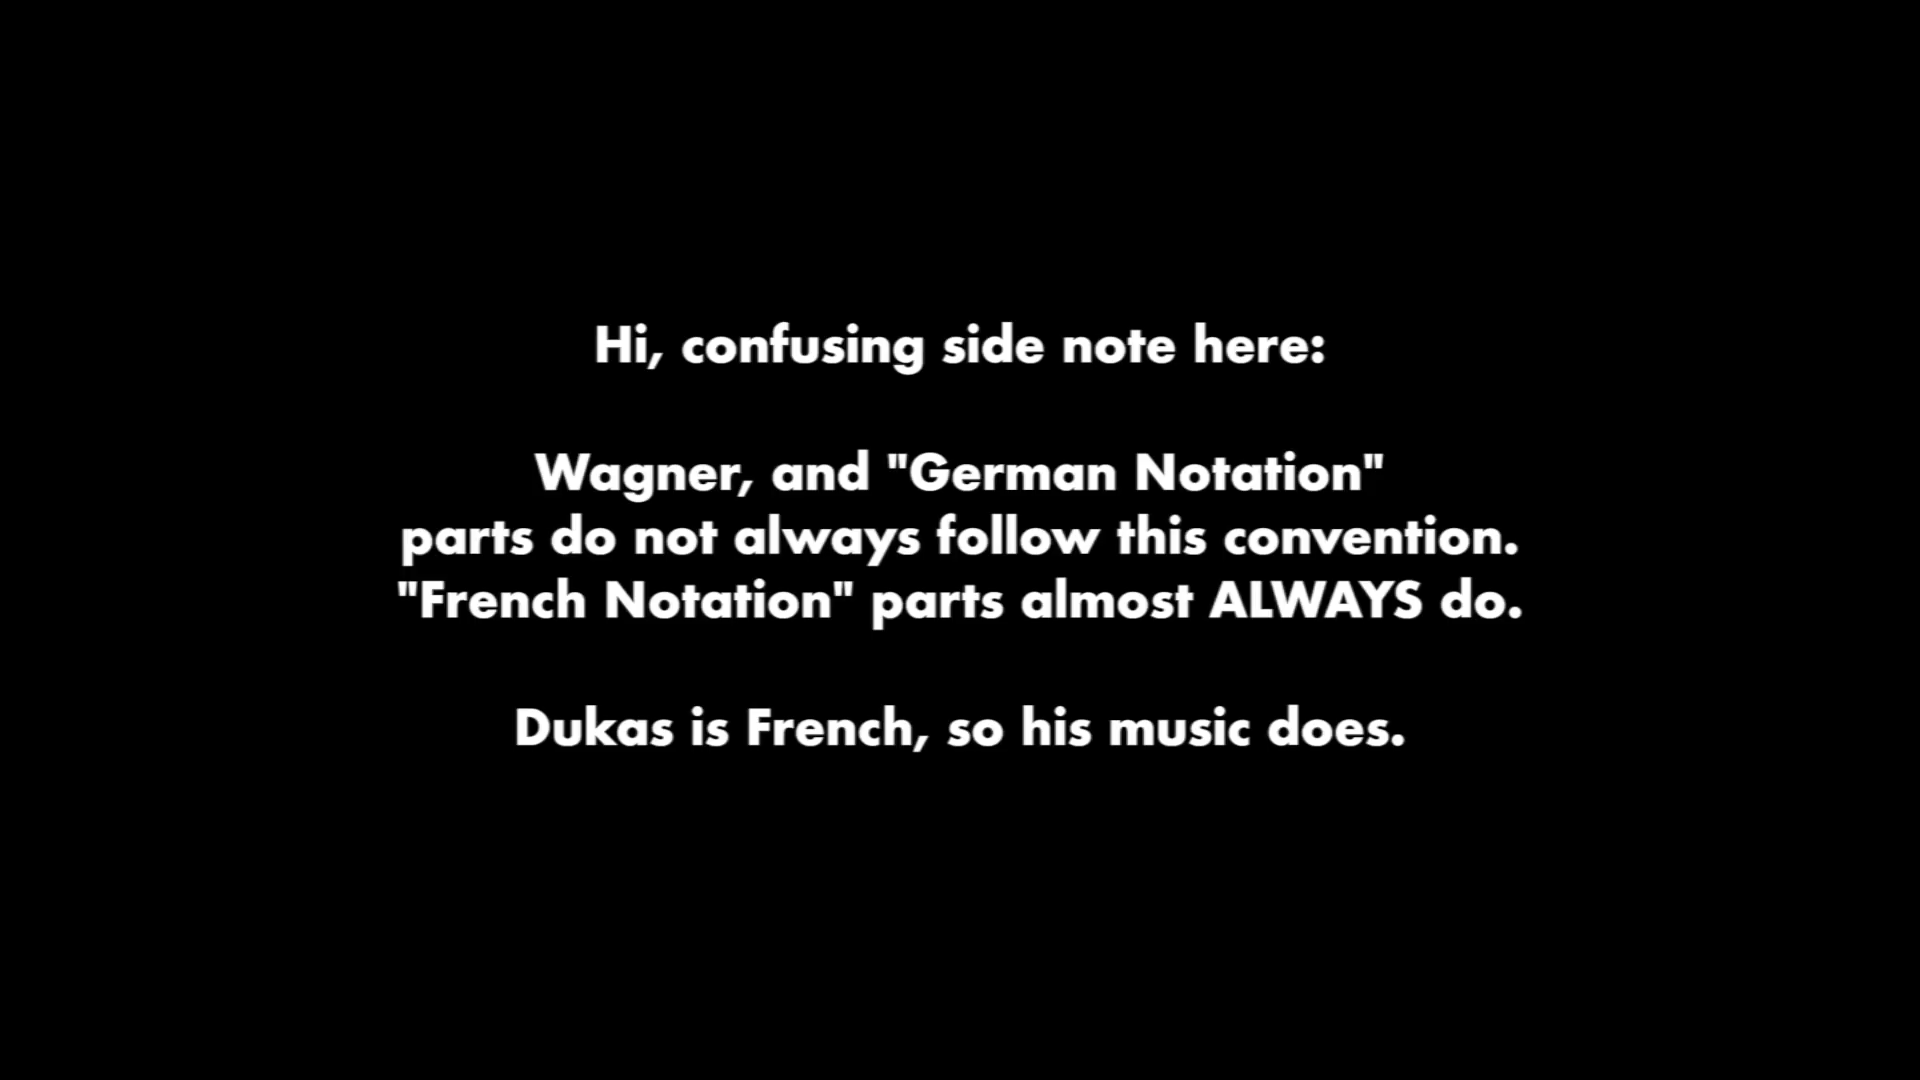 Hi, confusing side note here:
Wagner, and "German Notation"
parts do not always follow this convention.
"French Notation" parts almost ALWAYS do.
Dukas is French, so his music does.